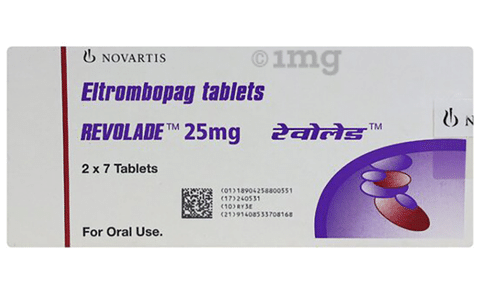 NOVARTIS
©1mg
Eltrombopag tablets
REVOLADE™ 25mg रेवोलेड™
2 x 7 Tablets
(01)18904258800531
(17)240531
(10)8Y3E
(21)91408533708168
For Oral Use.
N